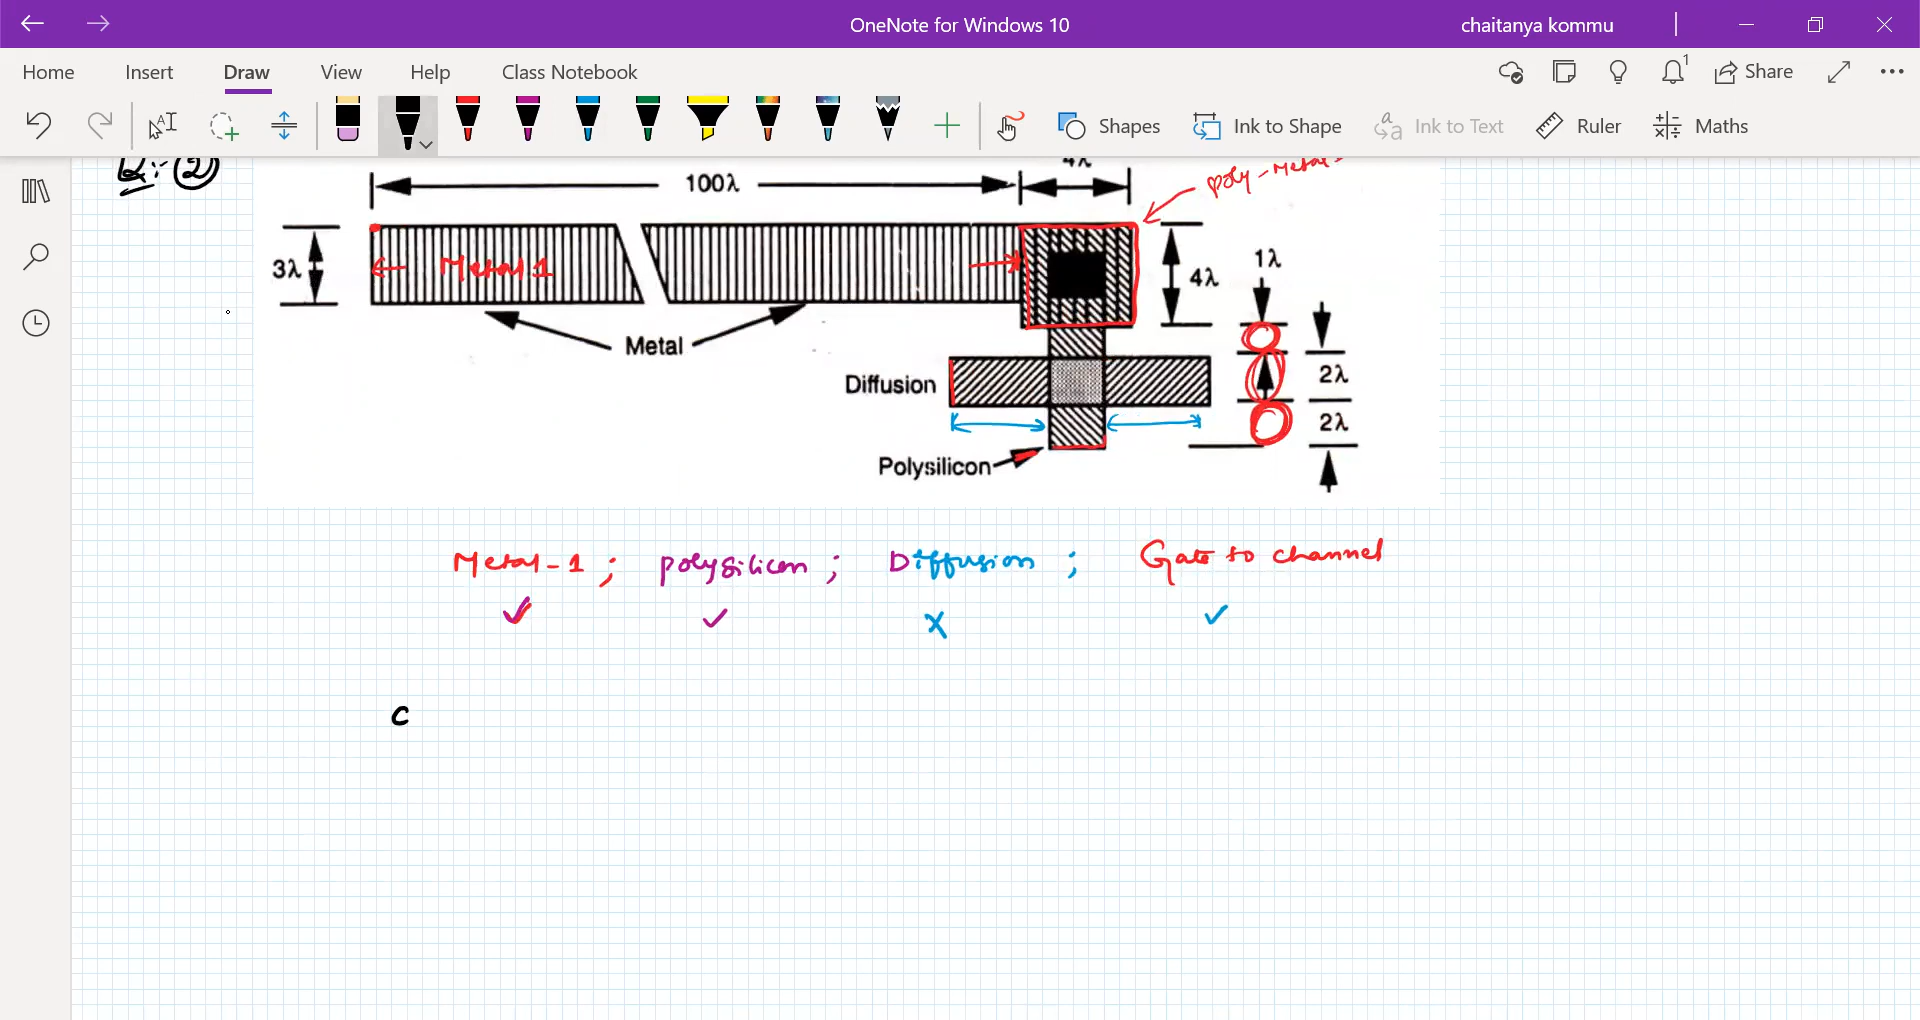 OneNote for Windows 10
chaitanya kommu
Home Insert Draw View Help Class Notebook
1 Share
Shapes Ink to Shape Ink to Text Ruler Maths
Q:- 2
100λ
4λ
poly-Metal-
3λ
Metal 1
4λ
1λ
Metal
Diffusion
2λ
2λ
Polysilicon
Metal-1 ; polysilicon ; Diffusion ; Gate to channel
✓ ✓ X ✓
C